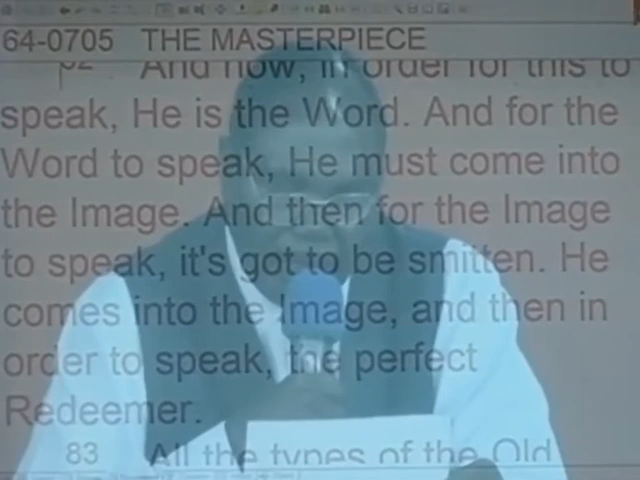 64-0705 THE MASTERPIECE
82 And now, in order for this to
speak, He is the Word. And for the
Word to speak, He must come into
the Image. And then for the Image
to speak, it's got to be smitten. He
comes into the Image, and then in
order to speak, the perfect
Redeemer.
83 All the types of the Old